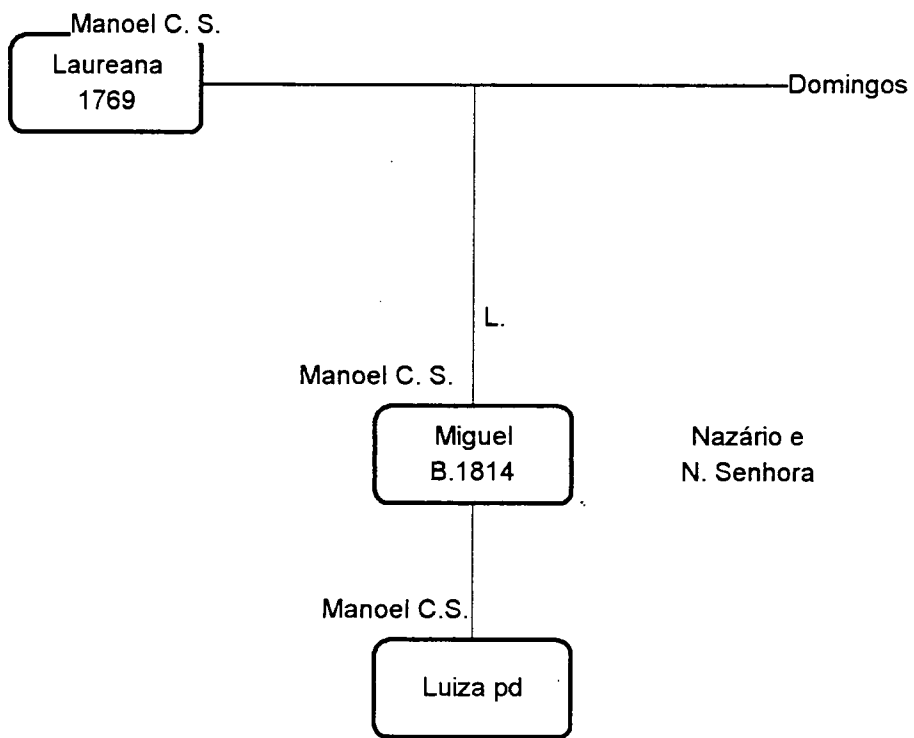 Manoel C. S.
Laureana
1769
Domingos
L.
Manoel C. S.
Miguel
B.1814
Nazário e
N. Senhora
Manoel C.S.
Luiza pd